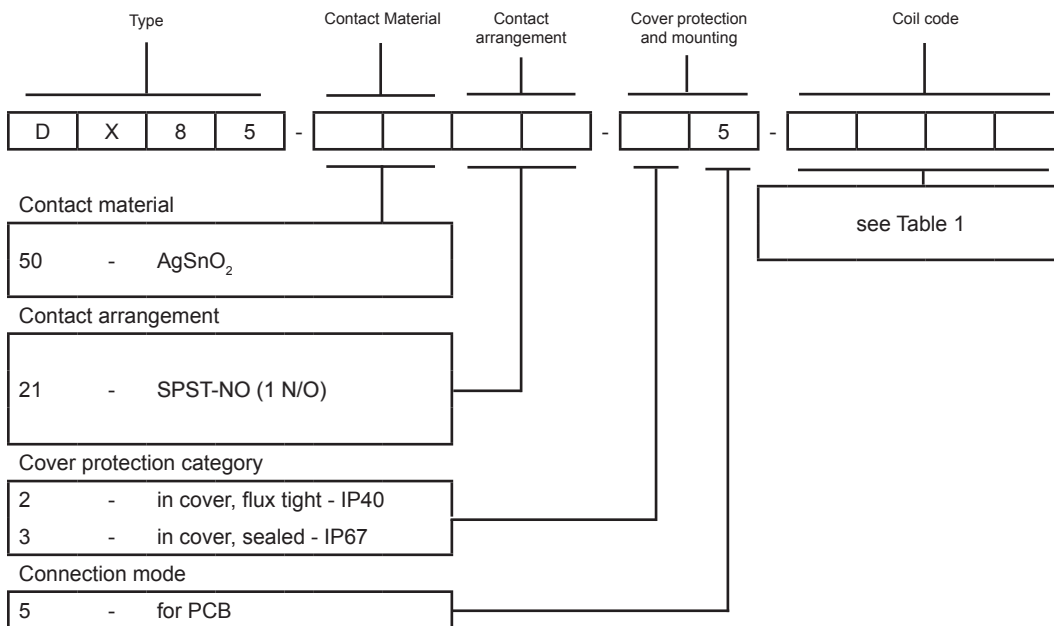 Type Contact Material Contact arrangement Cover protection and mounting Coil code
D X 8 5 - - 5 -
see Table 1
Contact material
50 - AgSnO₂
Contact arrangement
21 - SPST-NO (1 N/O)
Cover protection category
2 - in cover, flux tight - IP40
3 - in cover, sealed - IP67
Connection mode
5 - for PCB